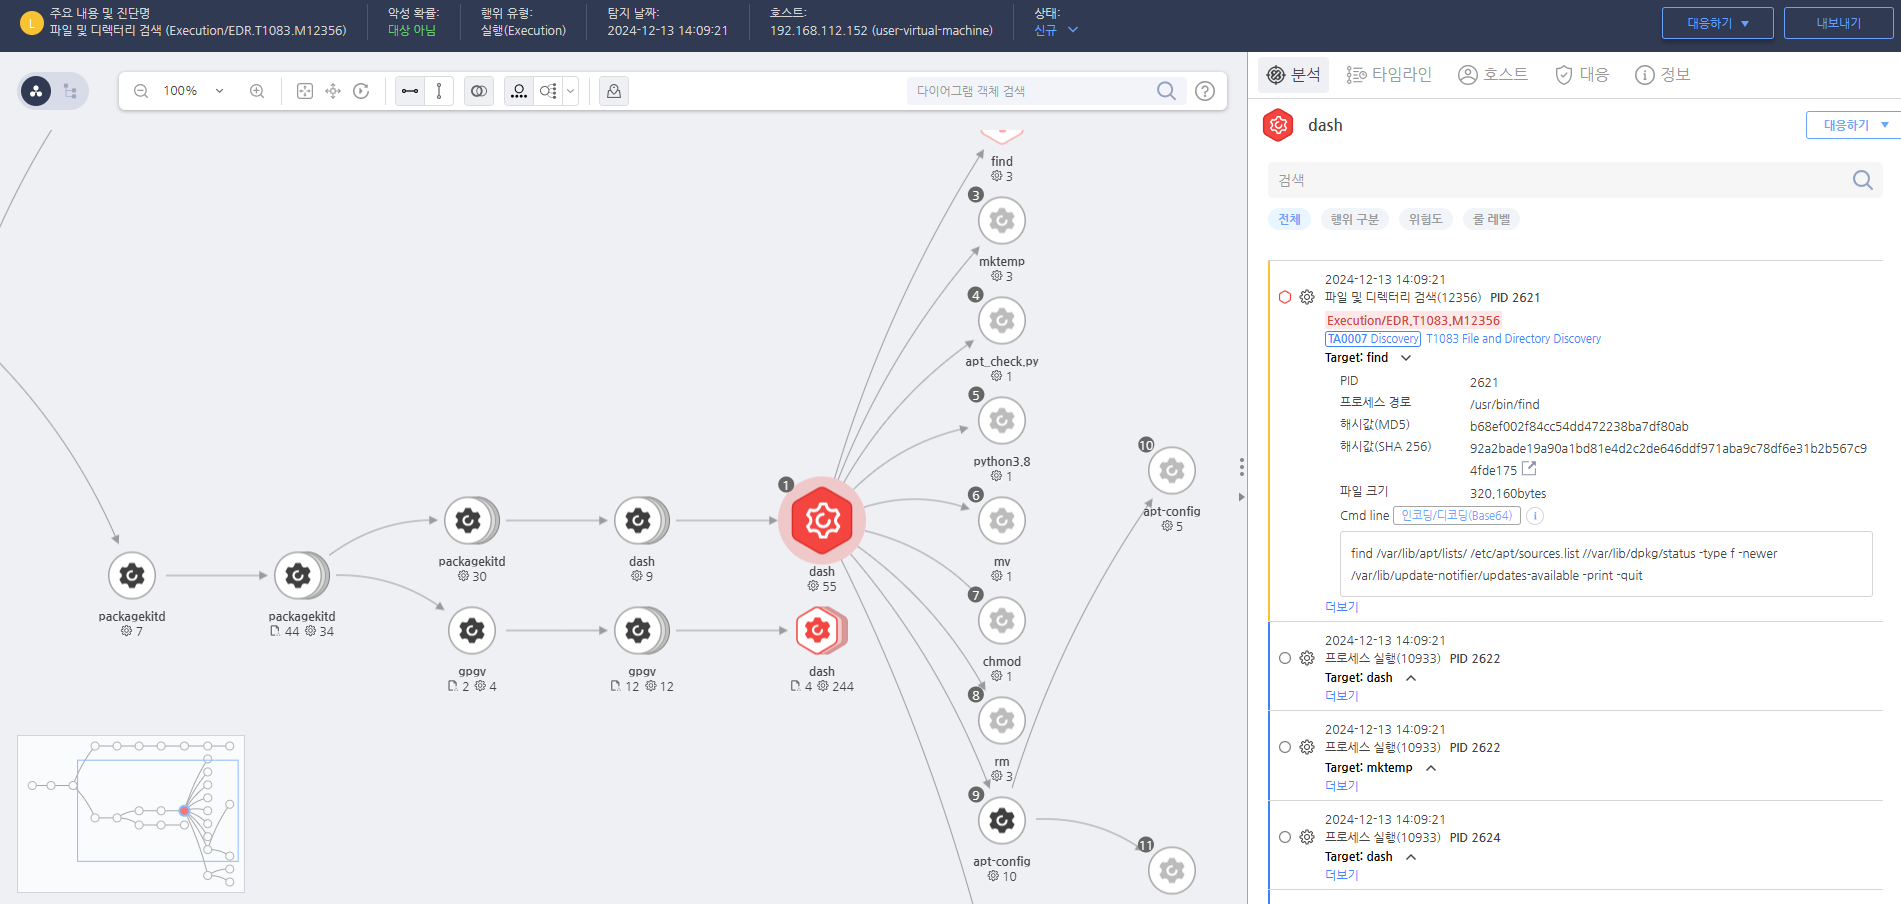 L
주요 내용 및 진단명
파일 및 디렉터리 검색 (Execution/EDR.T1083.M12356)
악성 확률:
대상 아님
행위 유형:
실행(Execution)
탐지 날짜:
2024-12-13 14:09:21
호스트:
192.168.112.152 (user-virtual-machine)
상태:
신규
대응하기
내보내기
100%
다이어그램 객체 검색
find
3
3
mktemp
3
4
apt_check.py
1
5
python3.8
1
6
mv
1
7
chmod
1
8
rm
3
9
apt-config
10
10
apt-config
5
11
packagekitd
7
packagekitd
44 34
packagekitd
30
dash
9
1
dash
55
gpgv
2 4
gpgv
12 12
dash
4 244
분석
타임라인
호스트
대응
정보
dash
대응하기
검색
전체
행위 구분
위험도
룰 레벨
2024-12-13 14:09:21
파일 및 디렉터리 검색(12356) PID 2621
Execution/EDR.T1083.M12356
TA0007 Discovery T1083 File and Directory Discovery
Target: find
PID 2621
프로세스 경로 /usr/bin/find
해시값(MD5) b68ef002f84cc54dd472238ba7df80ab
해시값(SHA 256) 92a2bade19a90a1bd81e4d2c2de646ddf971aba9c78df6e31b2b567c9
4fde175
파일 크기 320,160bytes
Cmd line 인코딩/디코딩(Base64)
find /var/lib/apt/lists/ /etc/apt/sources.list //var/lib/dpkg/status -type f -newer
/var/lib/update-notifier/updates-available -print -quit
더보기
2024-12-13 14:09:21
프로세스 실행(10933) PID 2622
Target: dash
더보기
2024-12-13 14:09:21
프로세스 실행(10933) PID 2622
Target: mktemp
더보기
2024-12-13 14:09:21
프로세스 실행(10933) PID 2624
Target: dash
더보기